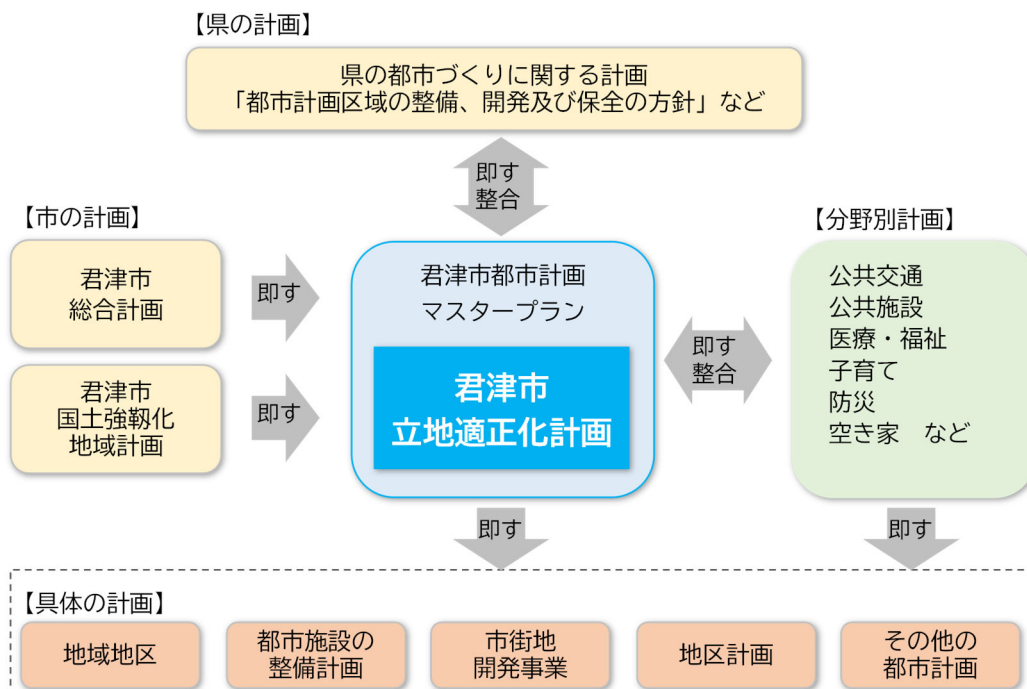 【県の計画】
県の都市づくりに関する計画
「都市計画区域の整備、開発及び保全の方針」など
即す
整合
【市の計画】
君津市
総合計画
即す
君津市
国土強靱化
地域計画
即す
君津市都市計画
マスタープラン
君津市
立地適正化計画
即す
整合
【分野別計画】
公共交通
公共施設
医療・福祉
子育て
防災
空き家　など
即す
即す
【具体の計画】
地域地区
都市施設の
整備計画
市街地
開発事業
地区計画
その他の
都市計画